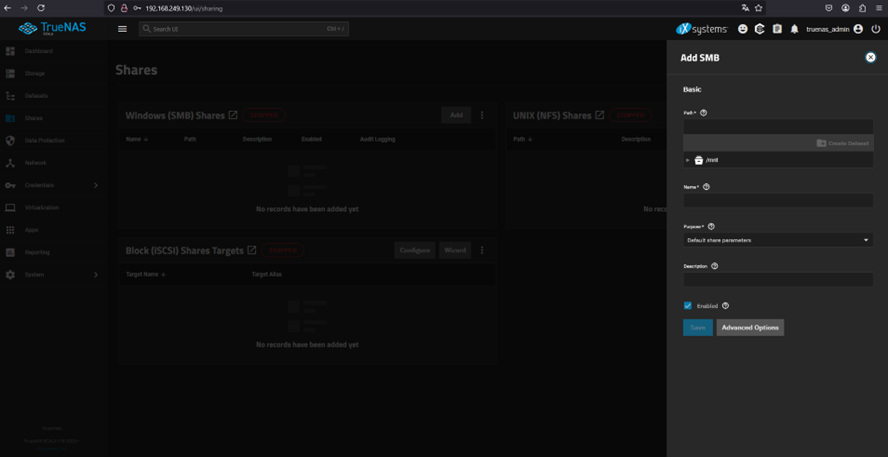 192.168.249.130/ui/sharing
TrueNAS
Search UI
Ctrl + /
iXsystems
truenas_admin
Dashboard
Storage
Datasets
Shares
Data Protection
Network
Credentials
Virtualization
Apps
Reporting
System
Shares
Windows (SMB) Shares
STOPPED
Add
Name
Path
Description
Enabled
Audit Logging
No records have been added yet
UNIX (NFS) Shares
STOPPED
Path
Description
No rec
Block (iSCSI) Shares Targets
STOPPED
Configure
Wizard
Target Name
Target Alias
No records have been added yet
Add SMB
Basic
Path *
Create Dataset
/mnt
Name *
Purpose *
Default share parameters
Description
Enabled
Save
Advanced Options